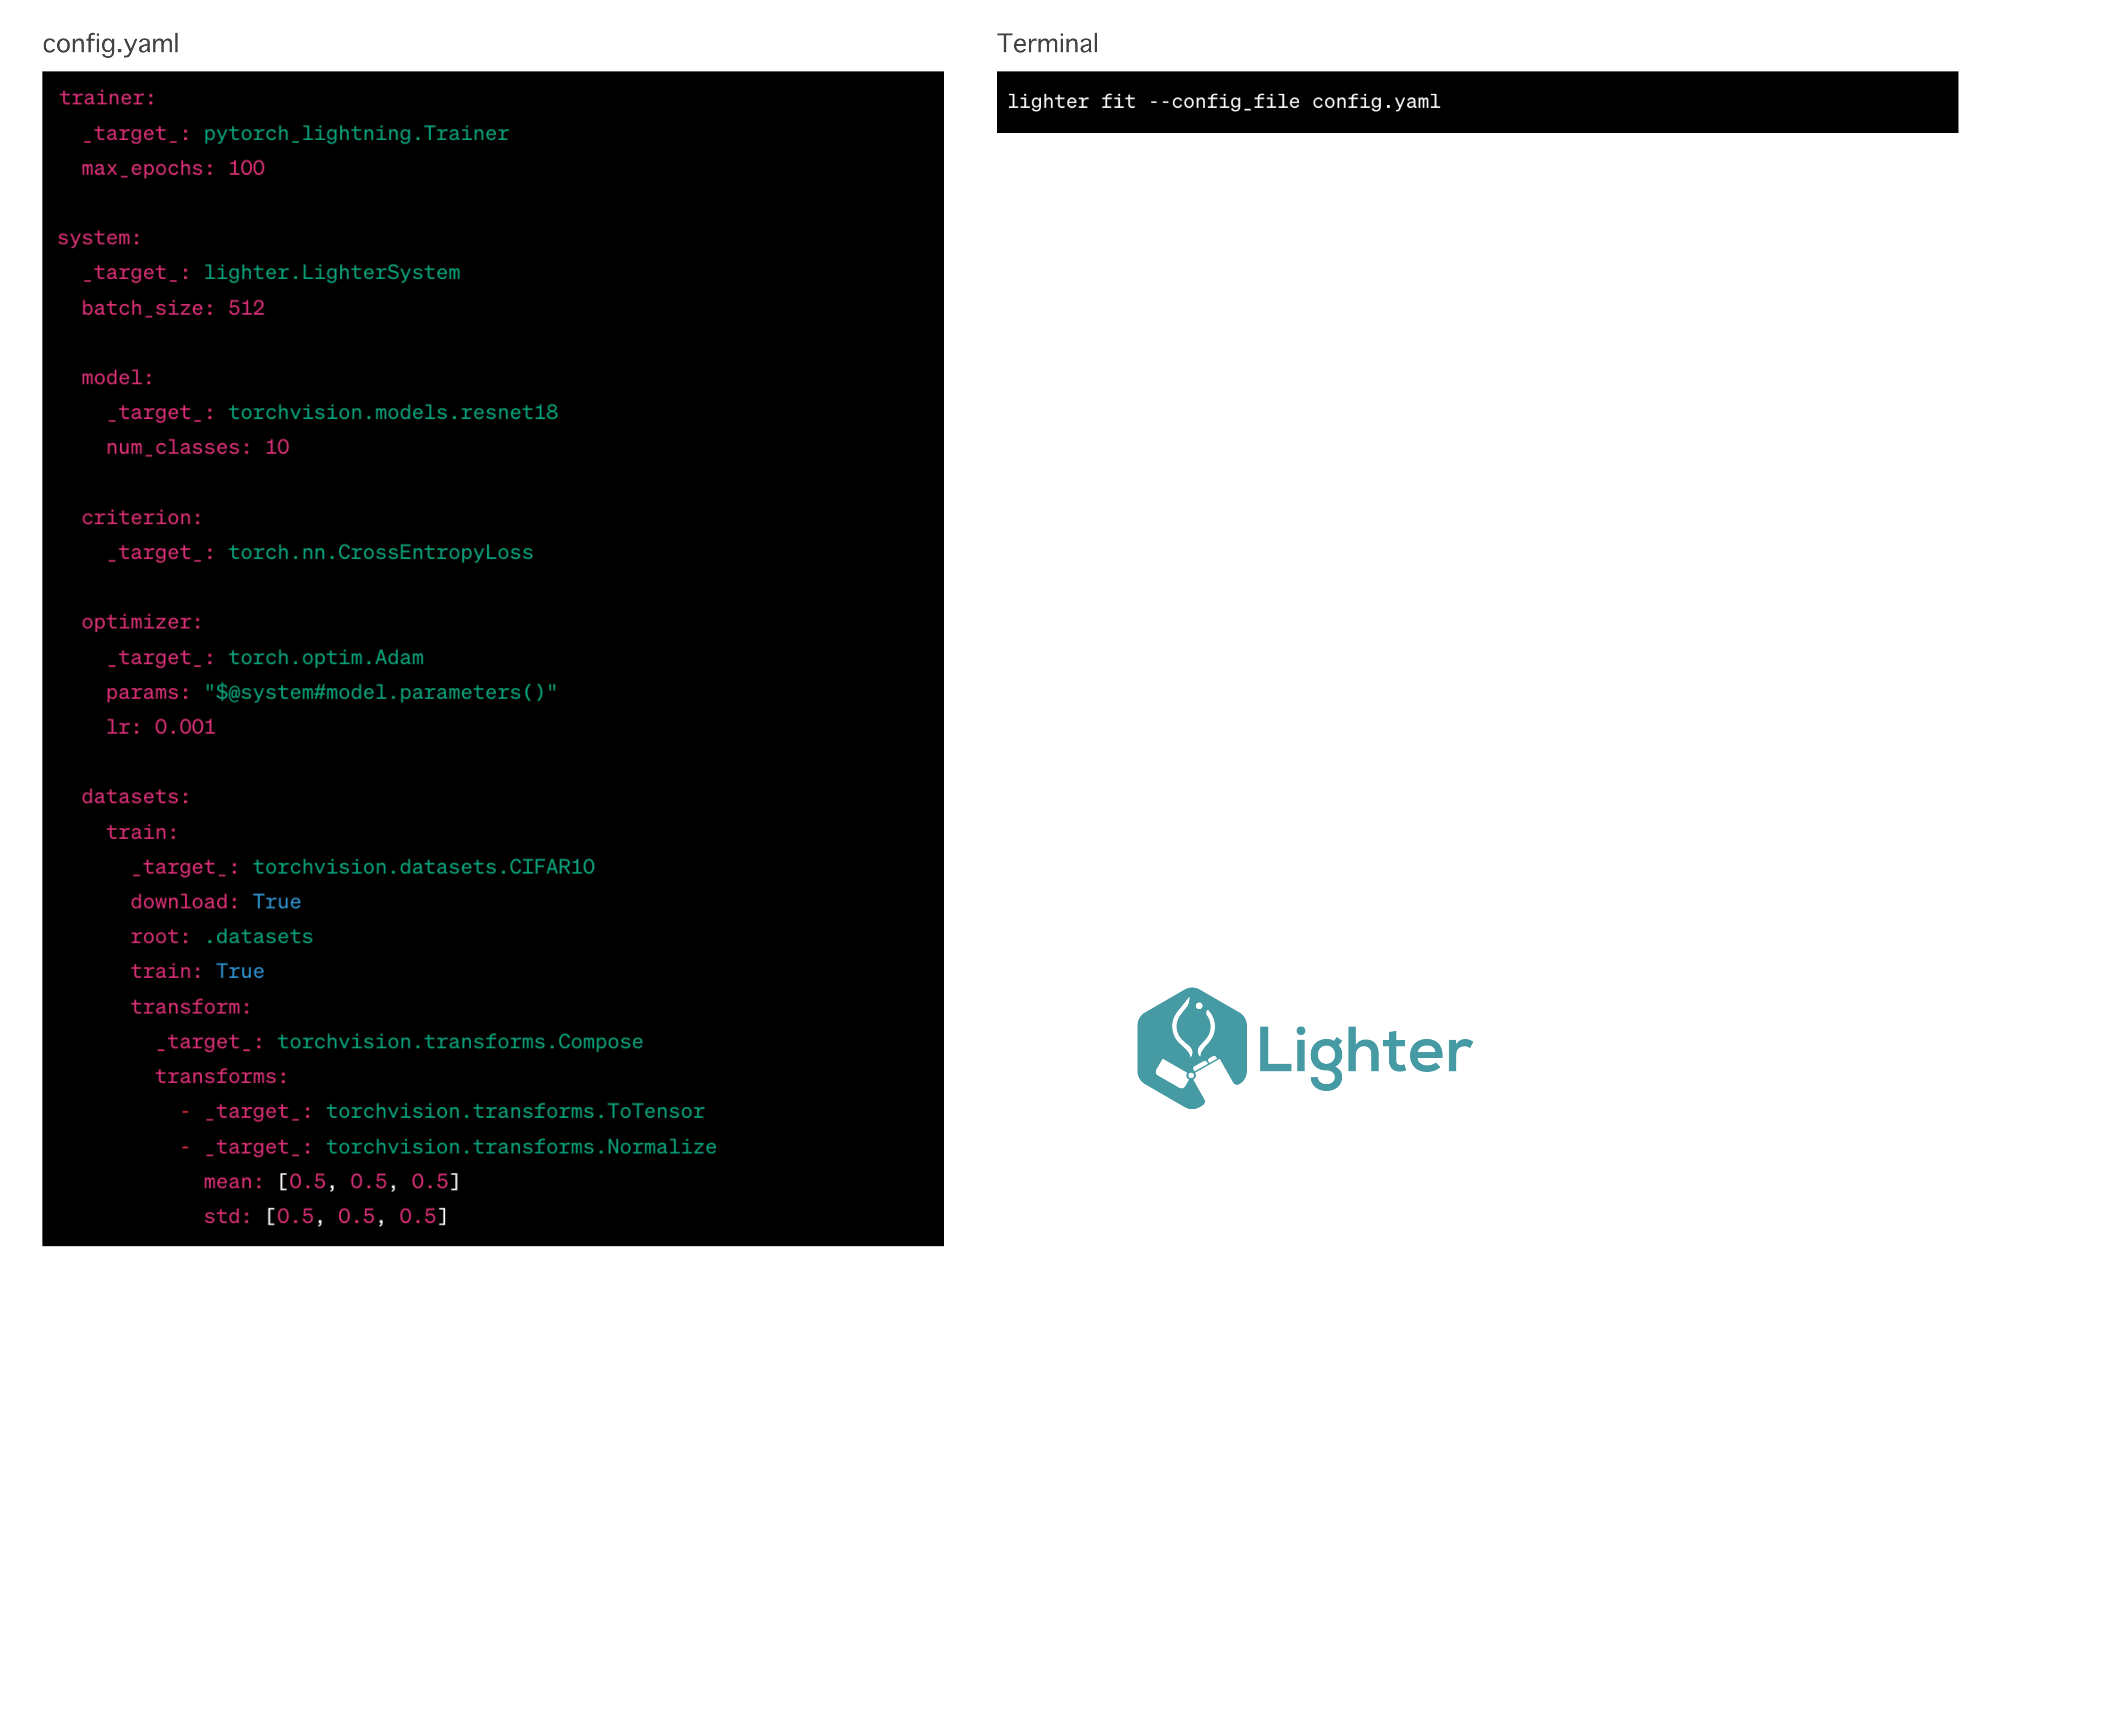 config.yaml
trainer:
  _target_: pytorch_lightning.Trainer
  max_epochs: 100
system:
  _target_: lighter.LighterSystem
  batch_size: 512
  model:
    _target_: torchvision.models.resnet18
    num_classes: 10
  criterion:
    _target_: torch.nn.CrossEntropyLoss
  optimizer:
    _target_: torch.optim.Adam
    params: "$@system#model.parameters()"
    lr: 0.001
  datasets:
    train:
      _target_: torchvision.datasets.CIFAR10
      download: True
      root: .datasets
      train: True
      transform:
        _target_: torchvision.transforms.Compose
        transforms:
          - _target_: torchvision.transforms.ToTensor
          - _target_: torchvision.transforms.Normalize
            mean: [0.5, 0.5, 0.5]
            std: [0.5, 0.5, 0.5]
Terminal
lighter fit --config_file config.yaml
Lighter